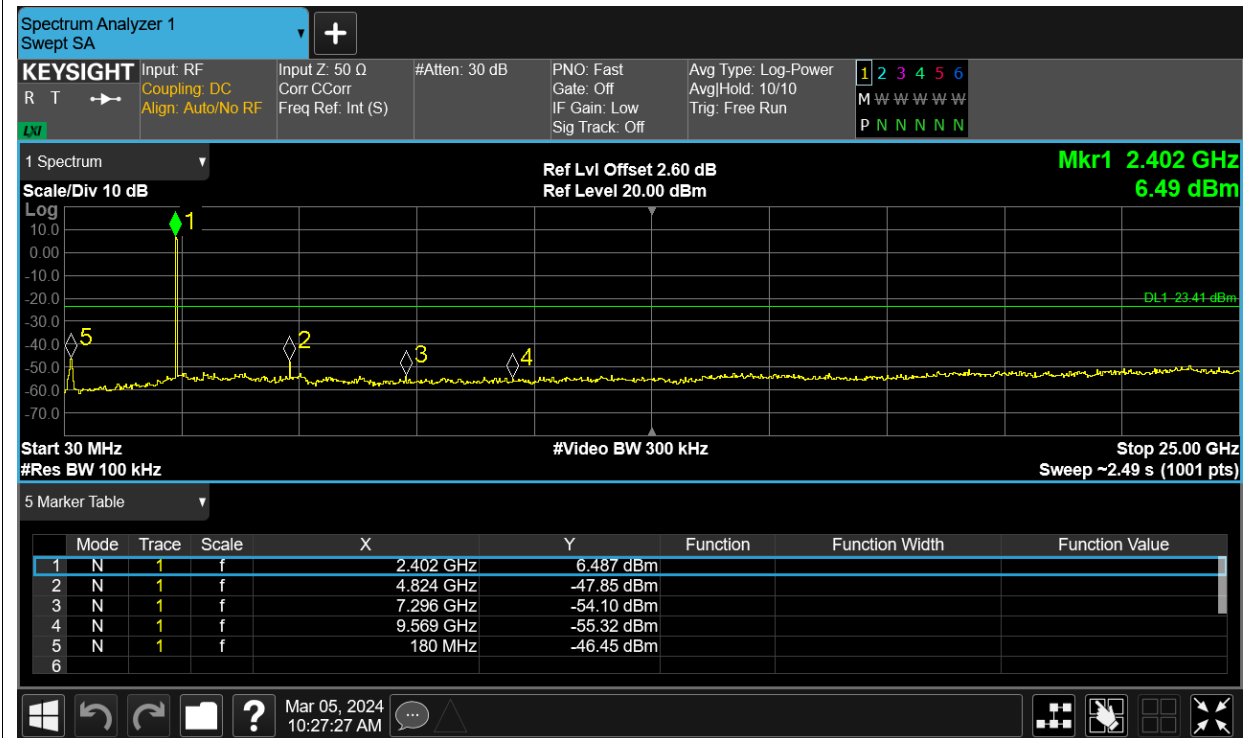 Spectrum Analyzer 1
Swept SA
+
KEYSIGHT Input: RF Input Z: 50 Ω #Atten: 30 dB PNO: Fast Avg Type: Log-Power 1 2 3 4 5 6
R T Coupling: DC Corr CCorr Gate: Off Avg|Hold: 10/10 M W W W W W
Align: Auto/No RF Freq Ref: Int (S) IF Gain: Low Trig: Free Run
LXI Sig Track: Off P N N N N N
1 Spectrum Ref Lvl Offset 2.60 dB Mkr1 2.402 GHz
Scale/Div 10 dB Ref Level 20.00 dBm 6.49 dBm
Log
1
10.0
0.00
-10.0
-20.0 DL1 -23.41 dBm
-30.0
5
-40.0 2
3 4
-50.0
-60.0
-70.0
Start 30 MHz #Video BW 300 kHz Stop 25.00 GHz
#Res BW 100 kHz Sweep ~2.49 s (1001 pts)
5 Marker Table
Mode Trace Scale X Y Function Function Width Function Value
1 N 1 f 2.402 GHz 6.487 dBm
2 N 1 f 4.824 GHz -47.85 dBm
3 N 1 f 7.296 GHz -54.10 dBm
4 N 1 f 9.569 GHz -55.32 dBm
5 N 1 f 180 MHz -46.45 dBm
6
? Mar 05, 2024
10:27:27 AM